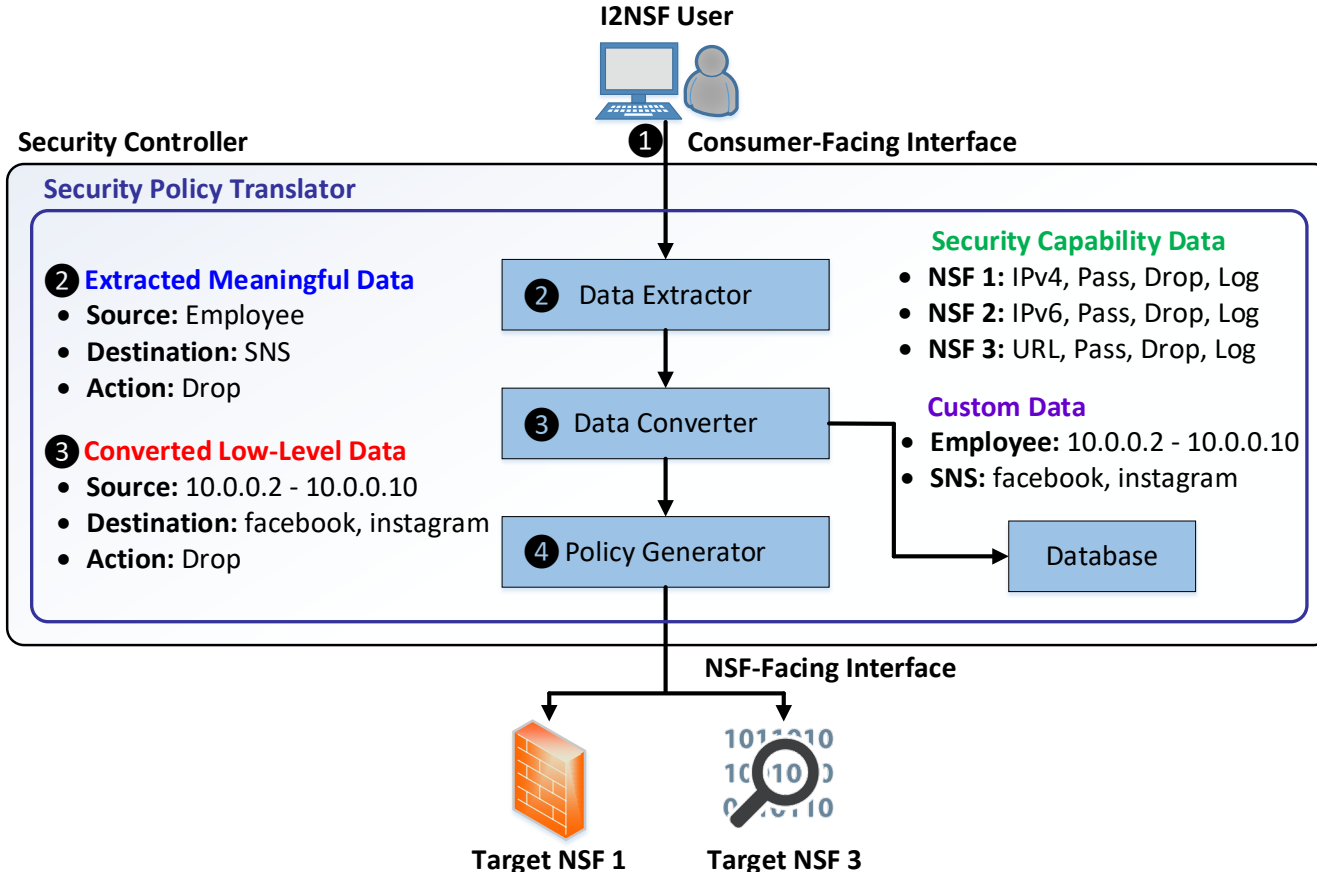 I2NSF User
1
Consumer-Facing Interface
Security Controller
Security Policy Translator
2 Extracted Meaningful Data
• Source: Employee
• Destination: SNS
• Action: Drop
3 Converted Low-Level Data
• Source: 10.0.0.2 - 10.0.0.10
• Destination: facebook, instagram
• Action: Drop
2 Data Extractor
3 Data Converter
4 Policy Generator
Security Capability Data
• NSF 1: IPv4, Pass, Drop, Log
• NSF 2: IPv6, Pass, Drop, Log
• NSF 3: URL, Pass, Drop, Log
Custom Data
• Employee: 10.0.0.2 - 10.0.0.10
• SNS: facebook, instagram
Database
NSF-Facing Interface
Target NSF 1
Target NSF 3